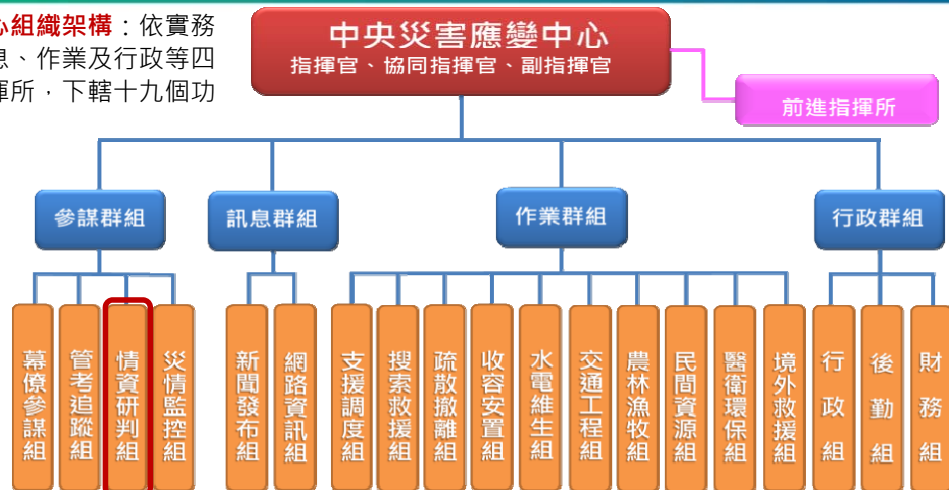 心組織架構：依實務
息、作業及行政等四
揮所，下轄十九個功
中央災害應變中心
指揮官、協同指揮官、副指揮官
前進指揮所
參謀群組
訊息群組
作業群組
行政群組
幕僚參謀組
管考追蹤組
情資研判組
災情監控組
新聞發布組
網路資訊組
支援調度組
搜索救援組
疏散撤離組
收容安置組
水電維生組
交通工程組
農林漁牧組
民間資源組
醫衛環保組
境外救援組
行政組
後勤組
財務組